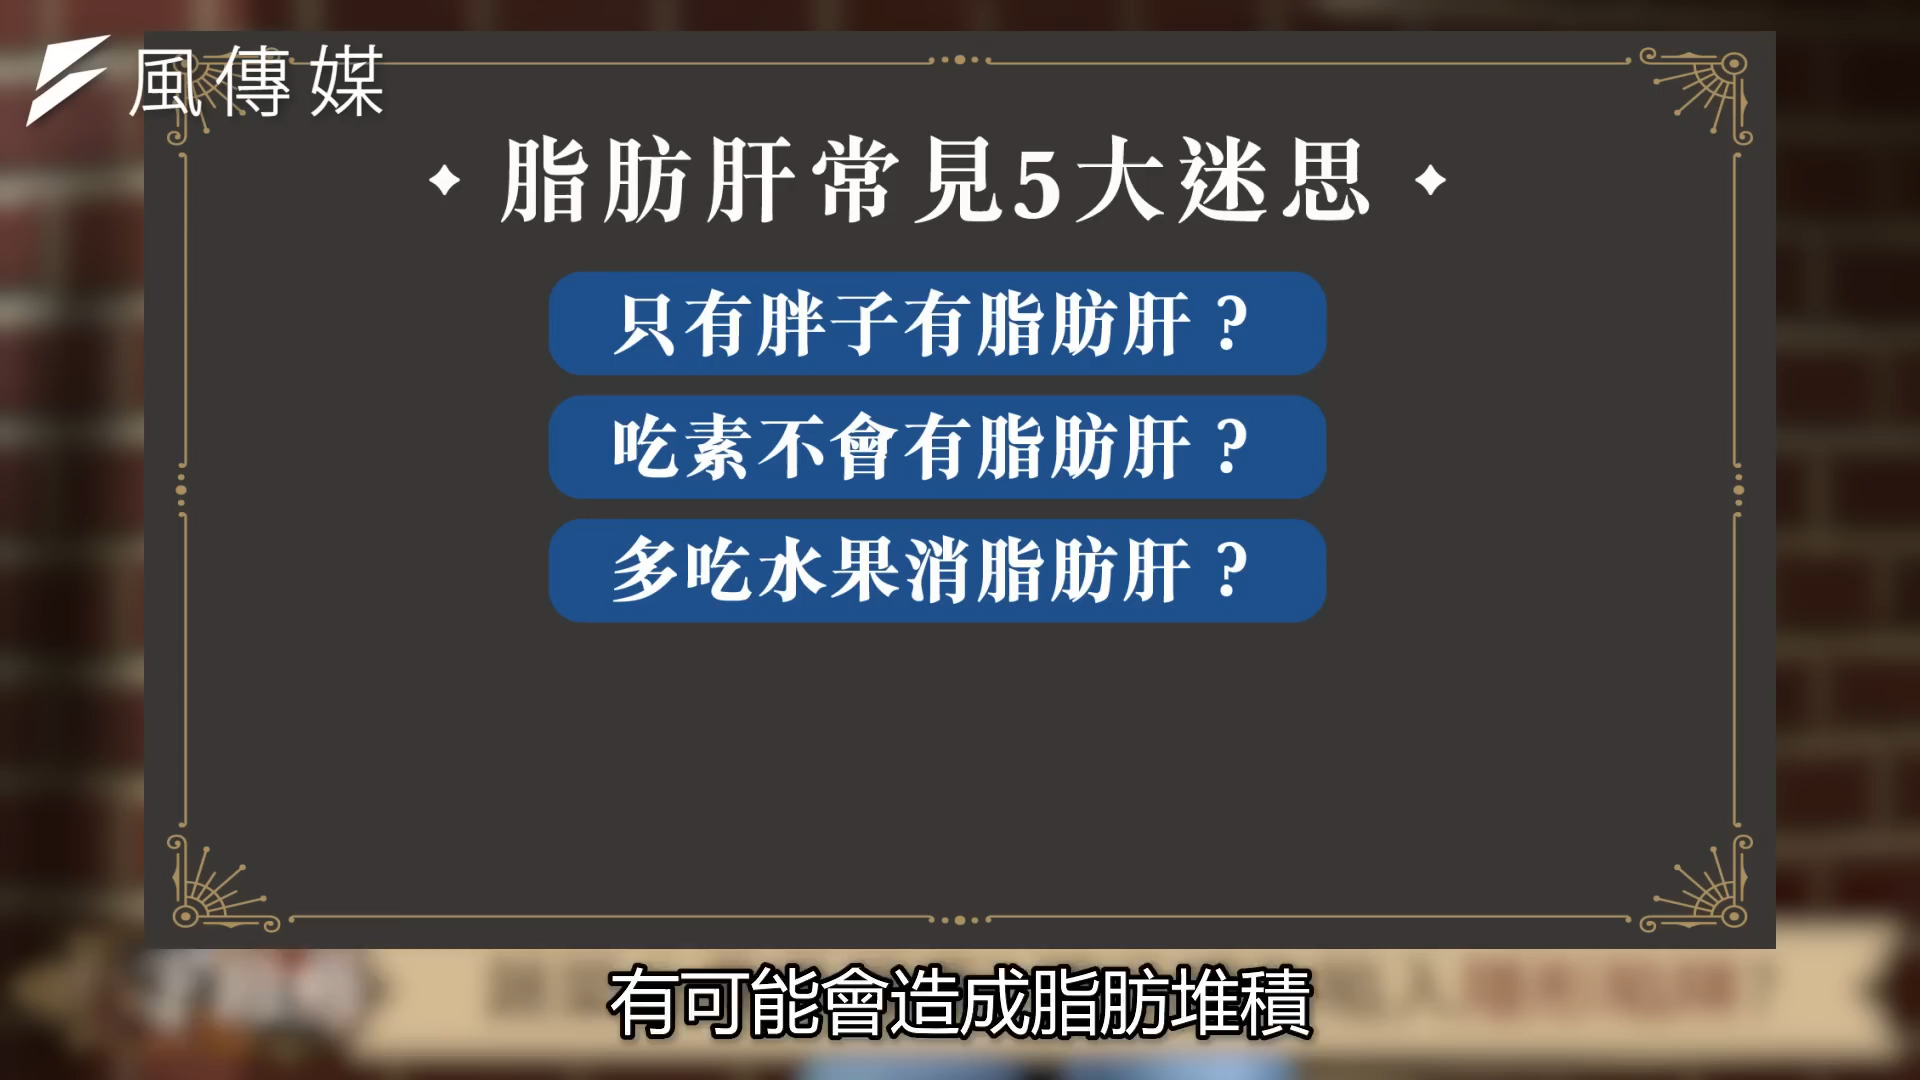 風傳媒
脂肪肝常見5大迷思
只有胖子有脂肪肝？
吃素不會有脂肪肝？
多吃水果消脂肪肝？
有可能會造成脂肪堆積